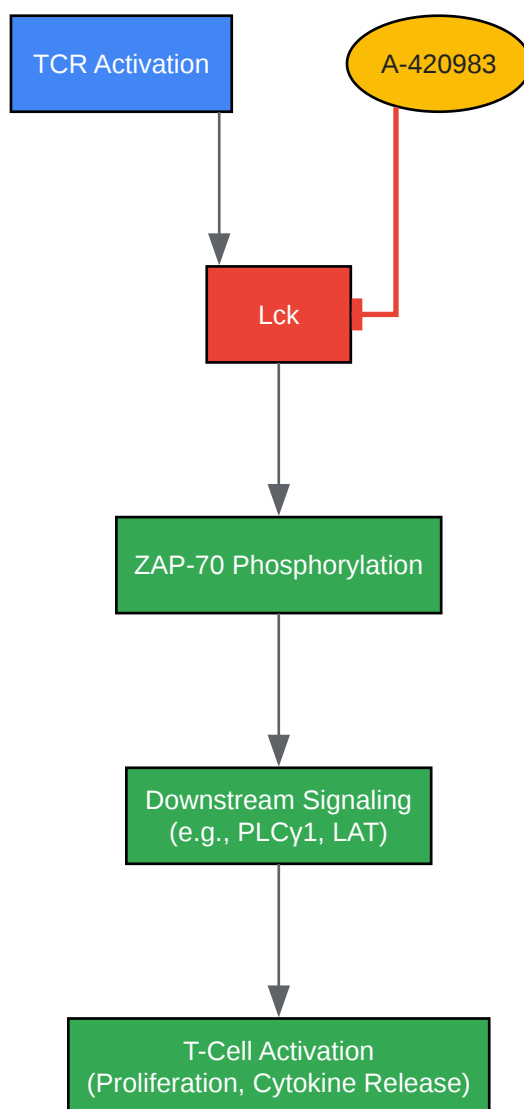 TCR Activation
A-420983
Lck
ZAP-70 Phosphorylation
Downstream Signaling
(e.g., PLCγ1, LAT)
T-Cell Activation
(Proliferation, Cytokine Release)